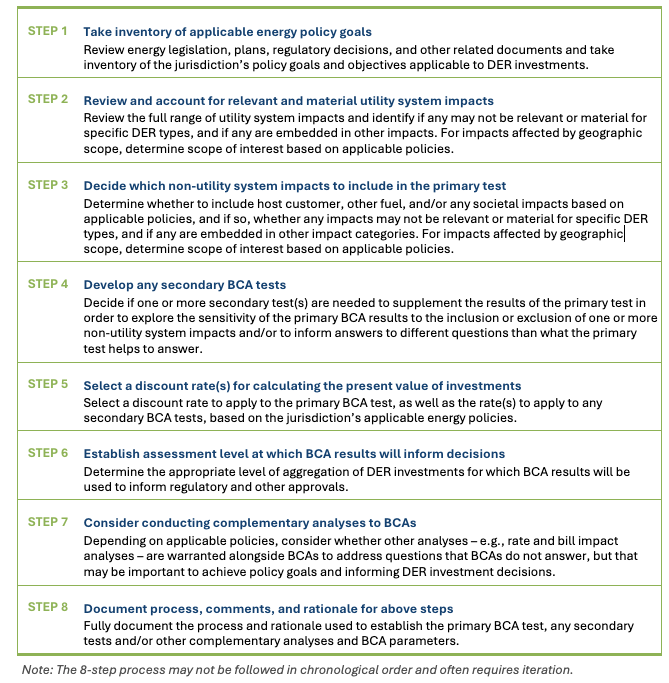 STEP 1 Take inventory of applicable energy policy goals
Review energy legislation, plans, regulatory decisions, and other related documents and take
inventory of the jurisdiction's policy goals and objectives applicable to DER investments.
STEP 2 Review and account for relevant and material utility system impacts
Review the full range of utility system impacts and identify if any may not be relevant or material for
specific DER types, and if any are embedded in other impacts. For impacts affected by geographic
scope, determine scope of interest based on applicable policies.
STEP 3 Decide which non-utility system impacts to include in the primary test
Determine whether to include host customer, other fuel, and/or any societal impacts based on
applicable policies, and if so, whether any impacts may not be relevant or material for specific DER
types, and if any are embedded in other impact categories. For impacts affected by geographic
scope, determine scope of interest based on applicable policies.
STEP 4 Develop any secondary BCA tests
Decide if one or more secondary test(s) are needed to supplement the results of the primary test in
order to explore the sensitivity of the primary BCA results to the inclusion or exclusion of one or more
non-utility system impacts and/or to inform answers to different questions than what the primary
test helps to answer.
STEP 5 Select a discount rate(s) for calculating the present value of investments
Select a discount rate to apply to the primary BCA test, as well as the rate(s) to apply to any
secondary BCA tests, based on the jurisdiction's applicable energy policies.
STEP 6 Establish assessment level at which BCA results will inform decisions
Determine the appropriate level of aggregation of DER investments for which BCA results will be
used to inform regulatory and other approvals.
STEP 7 Consider conducting complementary analyses to BCAs
Depending on applicable policies, consider whether other analyses – e.g., rate and bill impact
analyses – are warranted alongside BCAs to address questions that BCAs do not answer, but that
may be important to achieve policy goals and informing DER investment decisions.
STEP 8 Document process, comments, and rationale for above steps
Fully document the process and rationale used to establish the primary BCA test, any secondary
tests and/or other complementary analyses and BCA parameters.
Note: The 8-step process may not be followed in chronological order and often requires iteration.